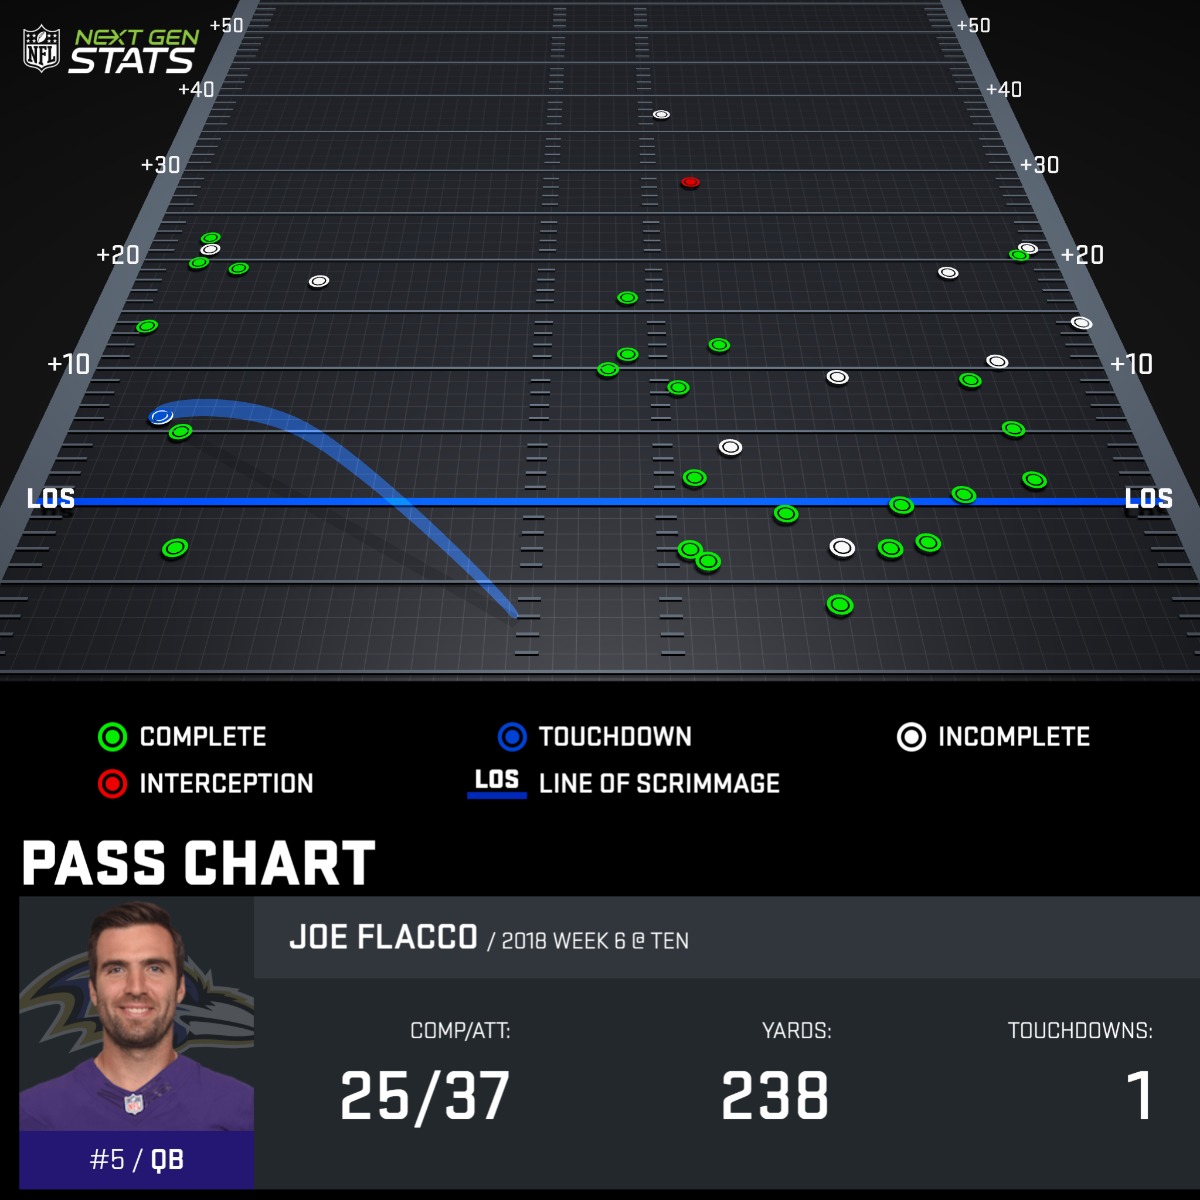 NFL NEXT GEN
STATS
+50 +50
+40 +40
+30 +30
+20 +20
+10 +10
LOS LOS
COMPLETE TOUCHDOWN INCOMPLETE
INTERCEPTION LOS LINE OF SCRIMMAGE
PASS CHART
JOE FLACCO / 2018 WEEK 6 @ TEN
COMP/ATT: YARDS: TOUCHDOWNS:
25/37 238 1
NFL
#5 / QB